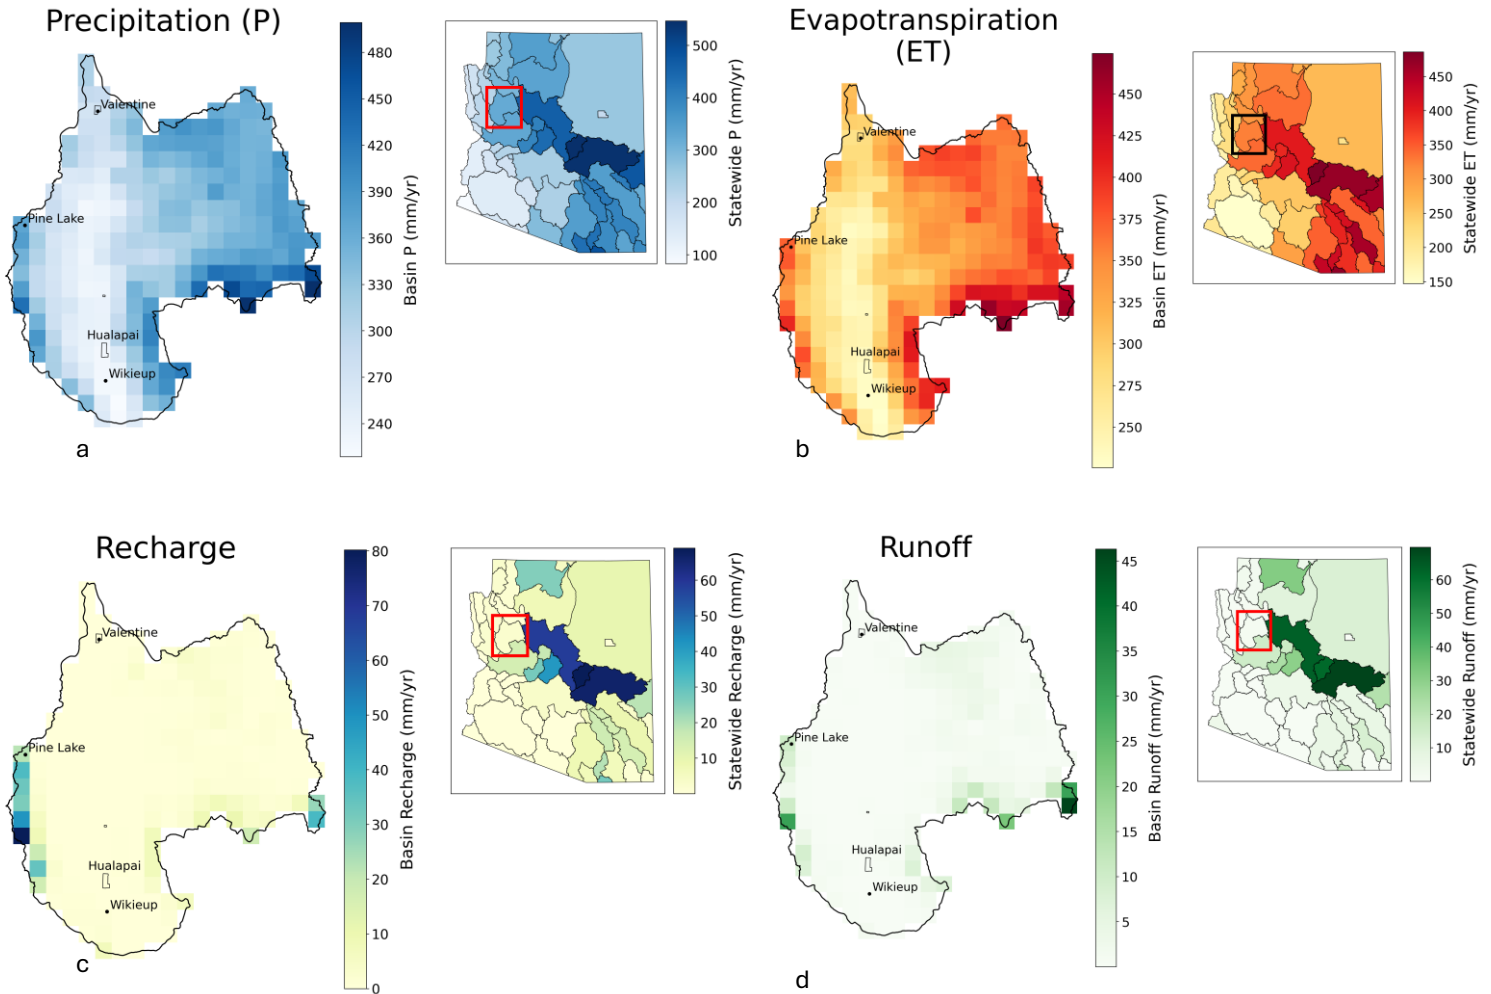 Precipitation (P)
Valentine
Pine Lake
Hualapai
Wikieup
a
480
450
420
390
360
330
300
270
240
Basin P (mm/yr)
500
400
300
200
100
Statewide P (mm/yr)
Evapotranspiration
(ET)
Valentine
Pine Lake
Hualapai
Wikieup
b
450
425
400
375
350
325
300
275
250
Basin ET (mm/yr)
450
400
350
300
250
200
150
Statewide ET (mm/yr)
Recharge
Valentine
Pine Lake
Hualapai
Wikieup
c
80
70
60
50
40
30
20
10
0
Basin Recharge (mm/yr)
60
50
40
30
20
10
Statewide Recharge (mm/yr)
Runoff
Valentine
Pine Lake
Hualapai
Wikieup
d
45
40
35
30
25
20
15
10
5
Basin Runoff (mm/yr)
60
50
40
30
20
10
Statewide Runoff (mm/yr)